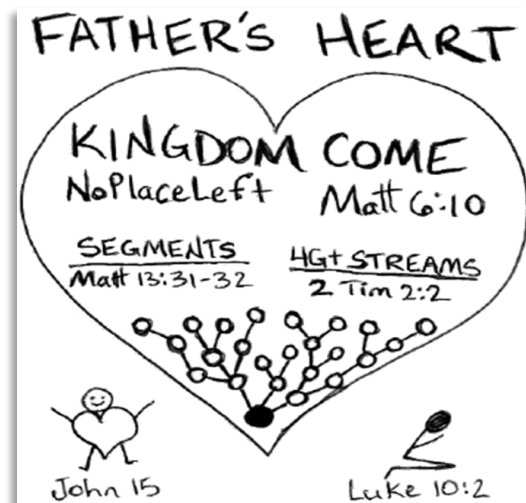 FATHER'S HEART
KINGDOM COME
NoPlaceLeft Matt 6:10
SEGMENTS
Matt 13:31-32
4G+ STREAMS
2 Tim 2:2
John 15
Luke 10:2